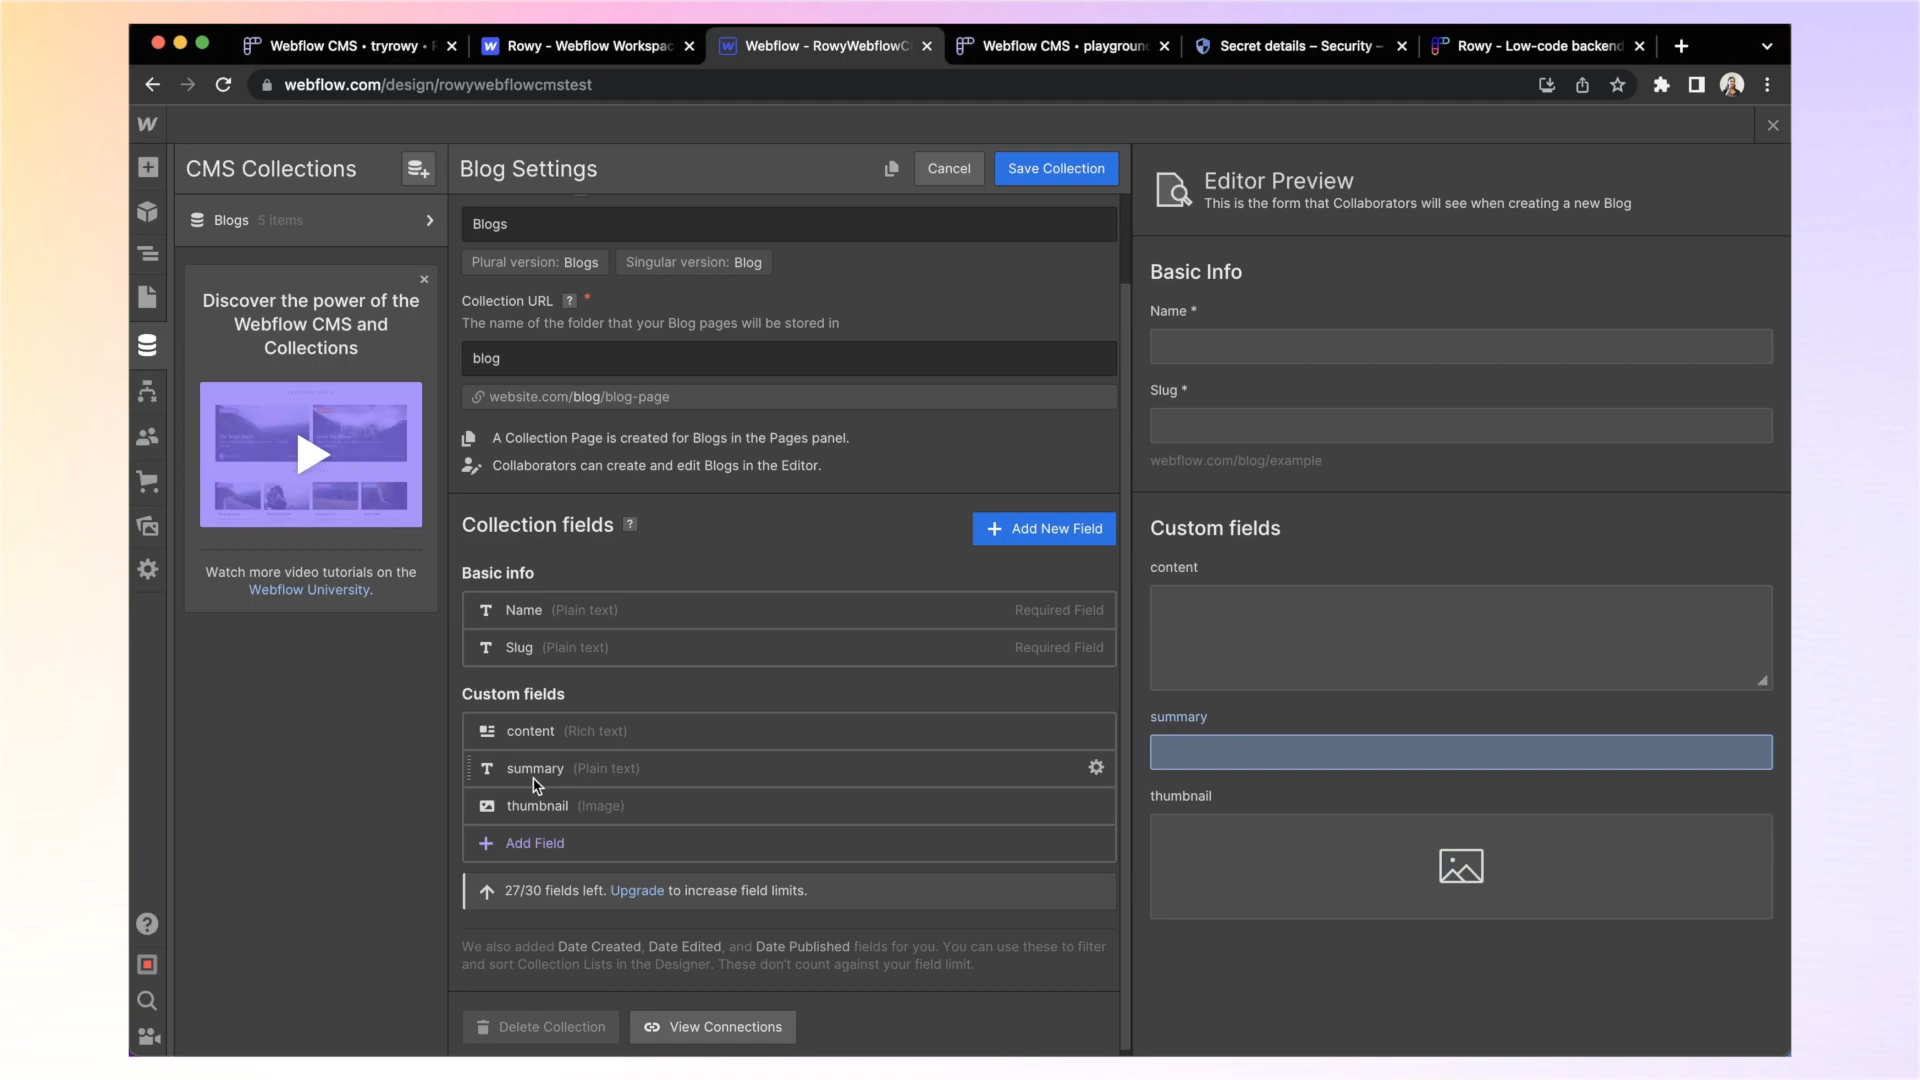 Webflow CMS • tryrowy •
Rowy - Webflow Workspac
Webflow - RowyWebflowC
Webflow CMS • playgroun
Secret details – Security –
Rowy - Low-code backend
webflow.com/design/rowywebflowcmstest
CMS Collections
Blogs 5 items
Discover the power of the
Webflow CMS and
Collections
Watch more video tutorials on the
Webflow University.
Blog Settings
Cancel
Save Collection
Blogs
Plural version: Blogs
Singular version: Blog
Collection URL ? *
The name of the folder that your Blog pages will be stored in
blog
website.com/blog/blog-page
A Collection Page is created for Blogs in the Pages panel.
Collaborators can create and edit Blogs in the Editor.
Collection fields ?
+ Add New Field
Basic info
T Name (Plain text) Required Field
T Slug (Plain text) Required Field
Custom fields
content (Rich text)
T summary (Plain text)
thumbnail (Image)
+ Add Field
27/30 fields left. Upgrade to increase field limits.
We also added Date Created, Date Edited, and Date Published fields for you. You can use these to filter
and sort Collection Lists in the Designer. These don't count against your field limit.
Delete Collection
View Connections
Editor Preview
This is the form that Collaborators will see when creating a new Blog
Basic Info
Name *
Slug *
webflow.com/blog/example
Custom fields
content
summary
thumbnail